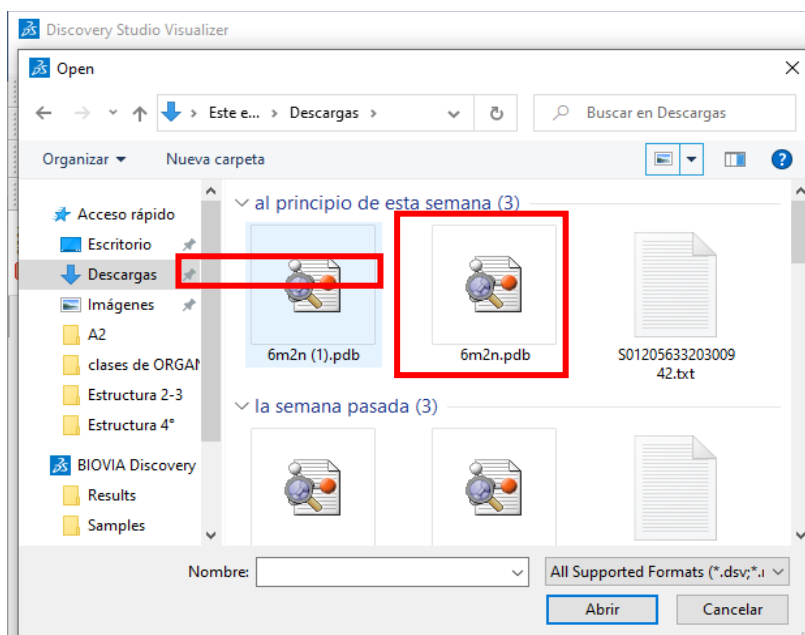 Discovery Studio Visualizer
Open
Este e... › Descargas ›
Buscar en Descargas
Organizar
Nueva carpeta
Acceso rápido
Escritorio
Descargas
Imágenes
A2
clases de ORGAN
Estructura 2-3
Estructura 4°
BIOVIA Discovery
Results
Samples
al principio de esta semana (3)
6m2n (1).pdb
6m2n.pdb
S01205633203009
42.txt
la semana pasada (3)
Nombre:
All Supported Formats (*.dsv;*.
Abrir
Cancelar